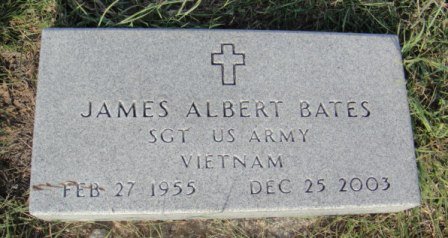 JAMES ALBERT BATES
SGT US ARMY
VIETNAM
FEB 27 1955 DEC 25 2003